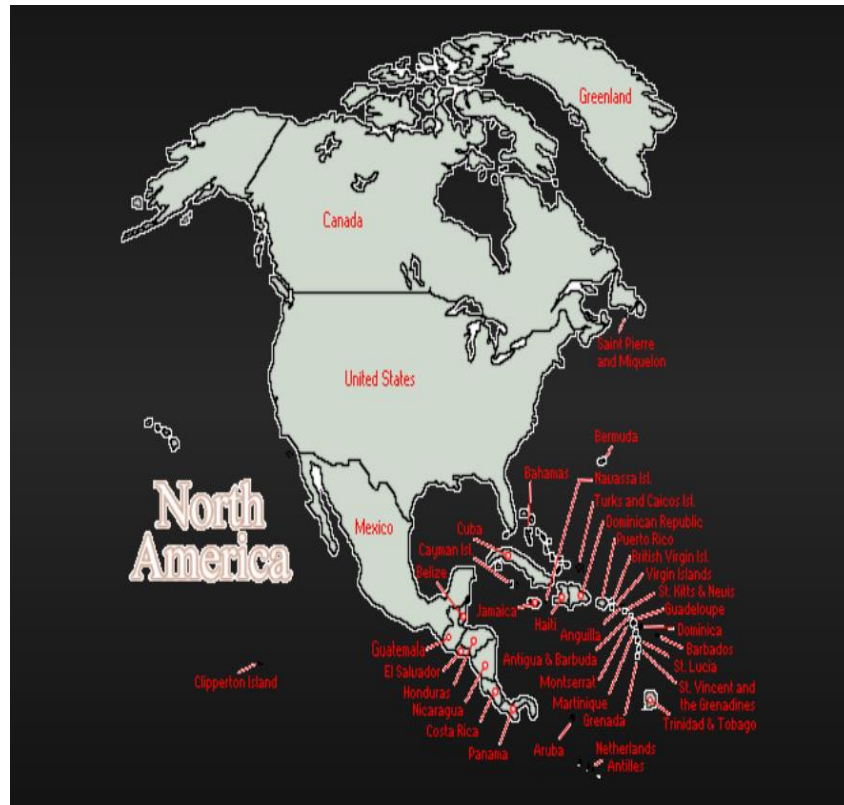 Greenland
Canada
Saint Pierre
and Miquelon
United States
Bermuda
Bahamas
Navassa Isl.
Turks and Caicos Isl.
North
America
Mexico
Cuba
Dominican Republic
Puerto Rico
Cayman Isl.
British Virgin Isl.
Belize
Virgin Islands
St. Kitts & Nevis
Jamaica
Guadeloupe
Haiti
Anguilla
Dominica
Guatemala
Barbados
Antigua & Barbuda
El Salvador
St. Lucia
Clipperton Island
Montserrat
Honduras
St. Vincent and
the Grenadines
Martinique
Nicaragua
Grenada
Trinidad & Tobago
Costa Rica
Panama
Aruba
Netherlands
Antilles